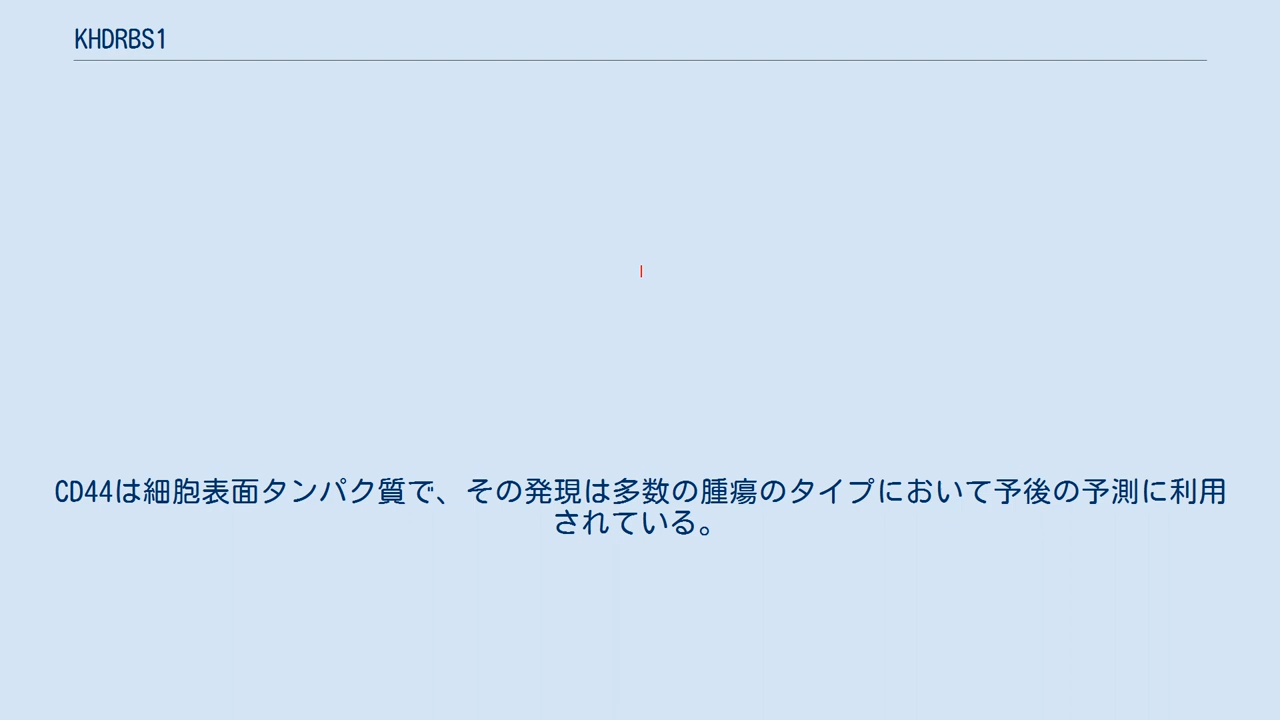 KHDRBS1
CD44は細胞表面タンパク質で、その発現は多数の腫瘍のタイプにおいて予後の予測に利用
されている。